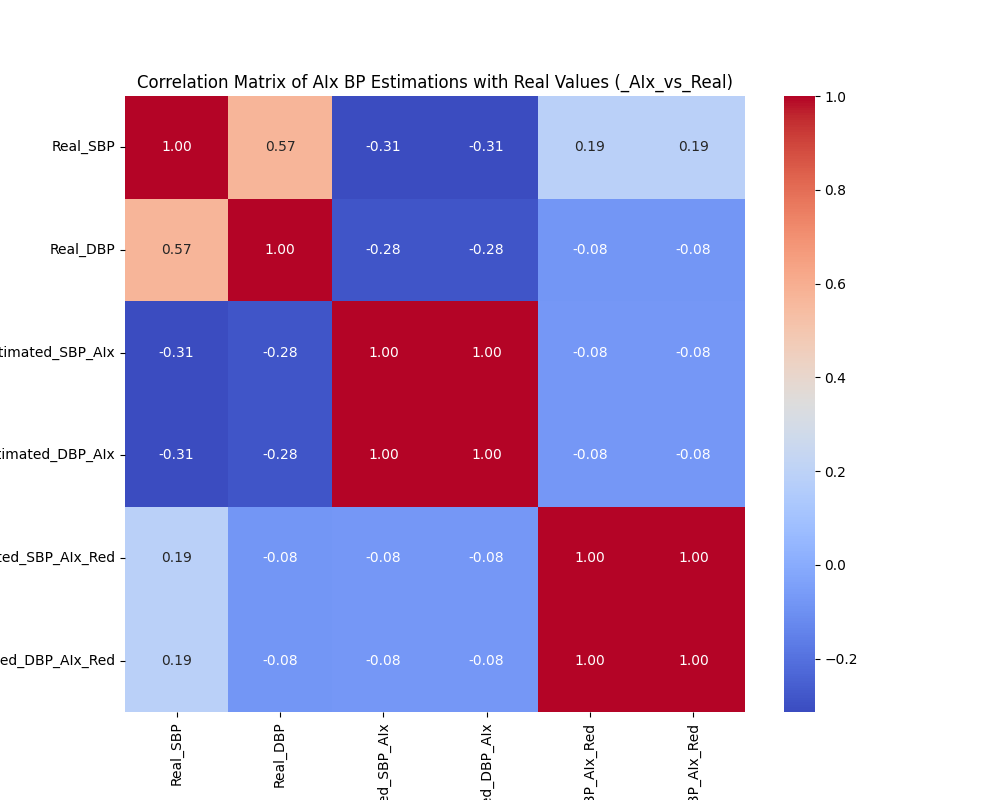 Correlation Matrix of AIx BP Estimations with Real Values (_AIx_vs_Real)
Real_SBP 1.00 0.57 -0.31 -0.31 0.19 0.19
Real_DBP 0.57 1.00 -0.28 -0.28 -0.08 -0.08
timated_SBP_AIx -0.31 -0.28 1.00 1.00 -0.08 -0.08
timated_DBP_AIx -0.31 -0.28 1.00 1.00 -0.08 -0.08
ted_SBP_AIx_Red 0.19 -0.08 -0.08 -0.08 1.00 1.00
ed_DBP_AIx_Red 0.19 -0.08 -0.08 -0.08 1.00 1.00
Real_SBP
Real_DBP
ed_SBP_AIx
ed_DBP_AIx
BP_AIx_Red
BP_AIx_Red
1.0
0.8
0.6
0.4
0.2
0.0
−0.2